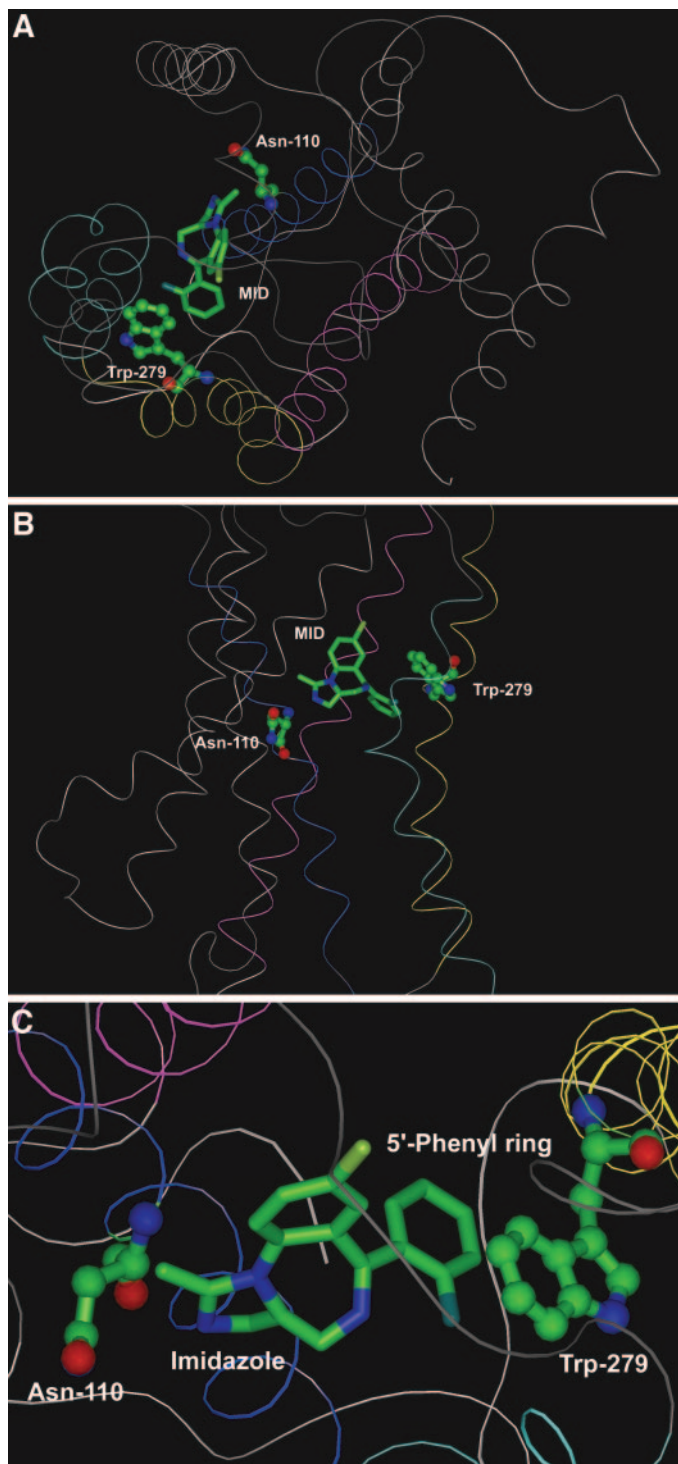 A
Asn-110
MID
Trp-279
B
MID
Trp-279
Asn-110
C
5'-Phenyl ring
Imidazole
Trp-279
Asn-110